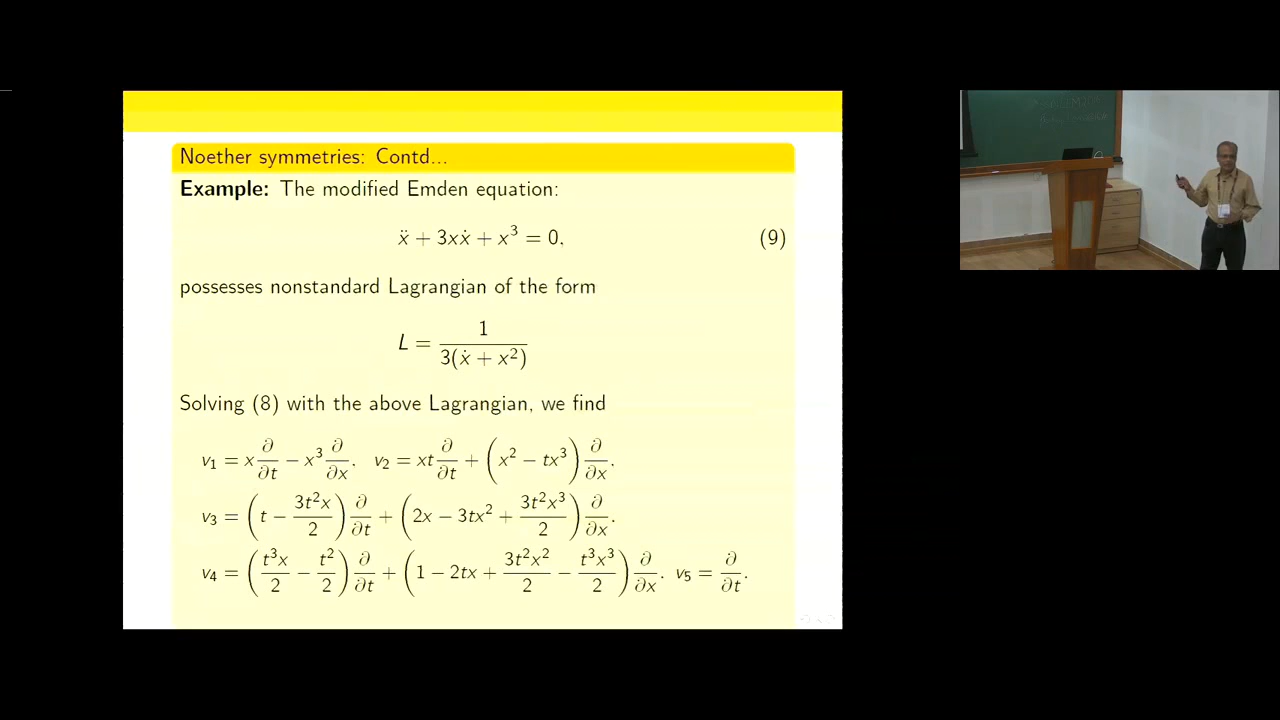 Noether symmetries: Contd...
Example: The modified Emden equation:
ẍ + 3xẋ + x³ = 0, (9)
possesses nonstandard Lagrangian of the form
L = 1 / 3(ẋ + x²)
Solving (8) with the above Lagrangian, we find
v₁ = x ∂/∂t − x³ ∂/∂x. v₂ = xt ∂/∂t + (x² − tx³) ∂/∂x.
v₃ = (t − 3t²x/2) ∂/∂t + (2x − 3tx² + 3t²x³/2) ∂/∂x.
v₄ = (t³x/2 − t²/2) ∂/∂t + (1 − 2tx + 3t²x²/2 − t³x³/2) ∂/∂x. v₅ = ∂/∂t.